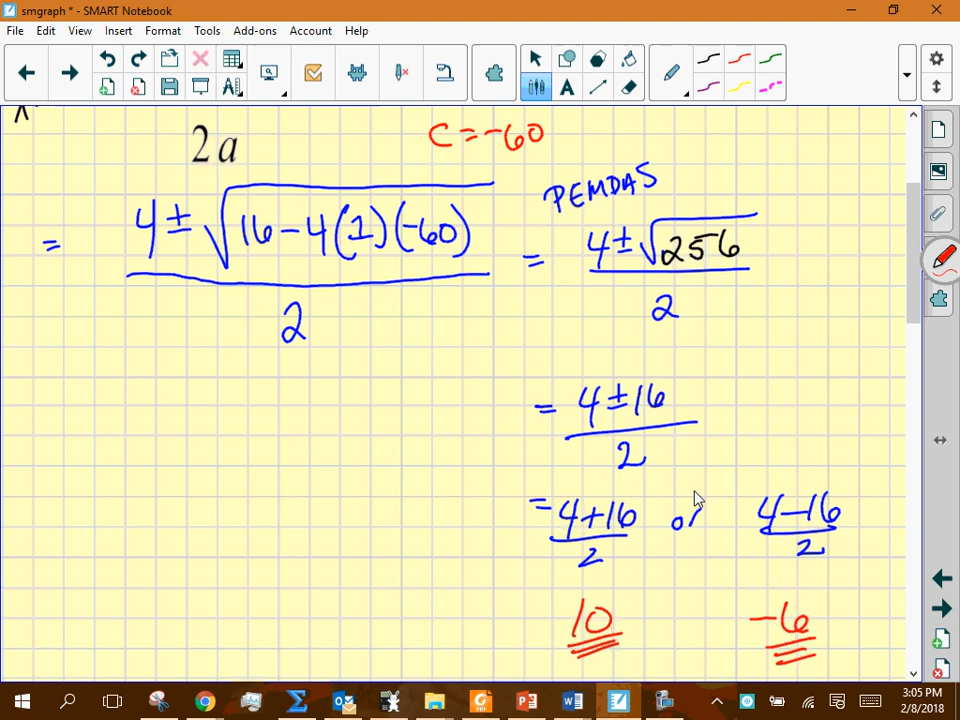 smgraph * - SMART Notebook
File Edit View Insert Format Tools Add-ons Account Help
C = -60
2a
PEMDAS
= 4 ± √16 - 4(1)(-60) = 4 ± √256
2 2
= 4 ± 16
2
= 4+16 or 4-16
2 2
10 -6
3:05 PM
2/8/2018